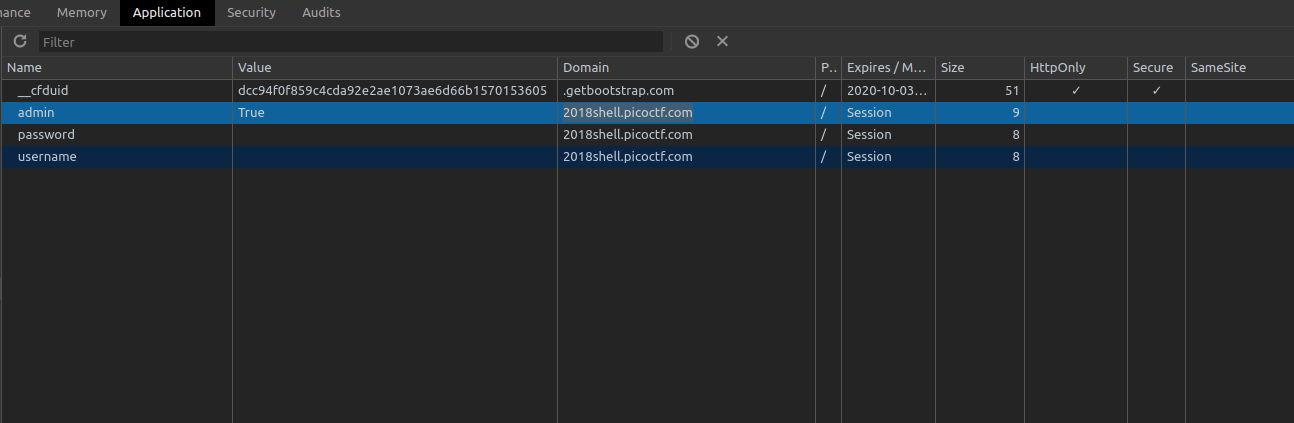 nance Memory Application Security Audits
Filter
Name Value Domain P.. Expires / M... Size HttpOnly Secure SameSite
__cfduid dcc94f0f859c4cda92e2ae1073ae6d66b1570153605 .getbootstrap.com / 2020-10-03... 51 ✓ ✓
admin True 2018shell.picoctf.com / Session 9
password 2018shell.picoctf.com / Session 8
username 2018shell.picoctf.com / Session 8